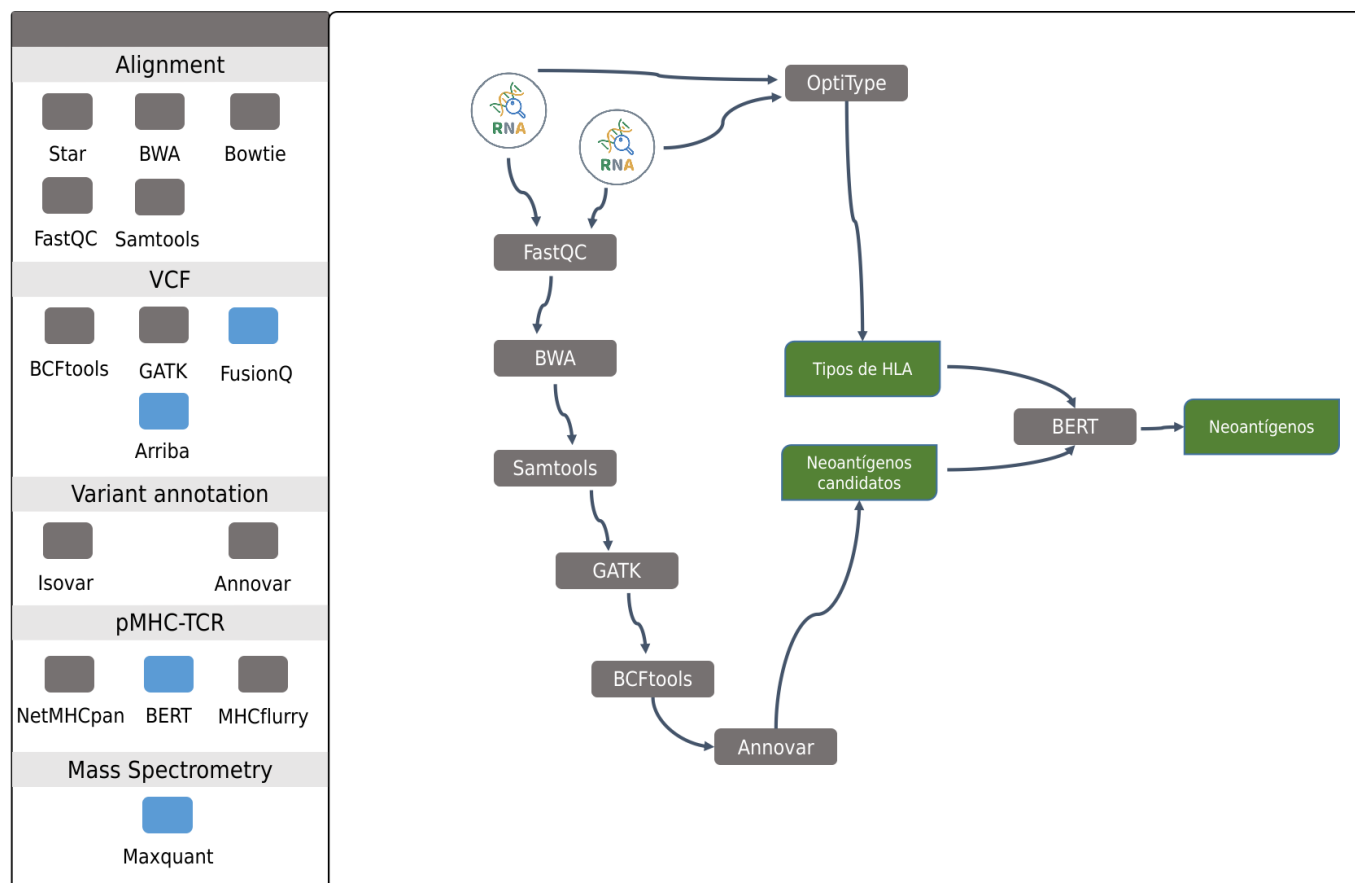 Alignment
Star
BWA
Bowtie
FastQC
Samtools
VCF
BCFtools
GATK
FusionQ
Arriba
Variant annotation
Isovar
Annovar
pMHC-TCR
NetMHCpan
BERT
MHCflurry
Mass Spectrometry
Maxquant
RNA
RNA
OptiType
FastQC
BWA
Tipos de HLA
BERT
Neoantígenos
Neoantígenos
candidatos
Samtools
GATK
BCFtools
Annovar